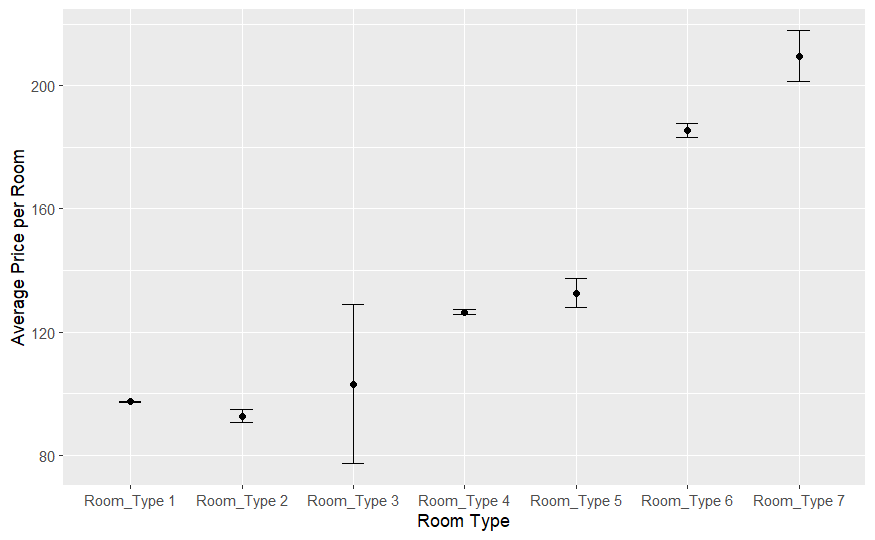 Average Price per Room
200
160
120
80
Room_Type 1 Room_Type 2 Room_Type 3 Room_Type 4 Room_Type 5 Room_Type 6 Room_Type 7
Room Type